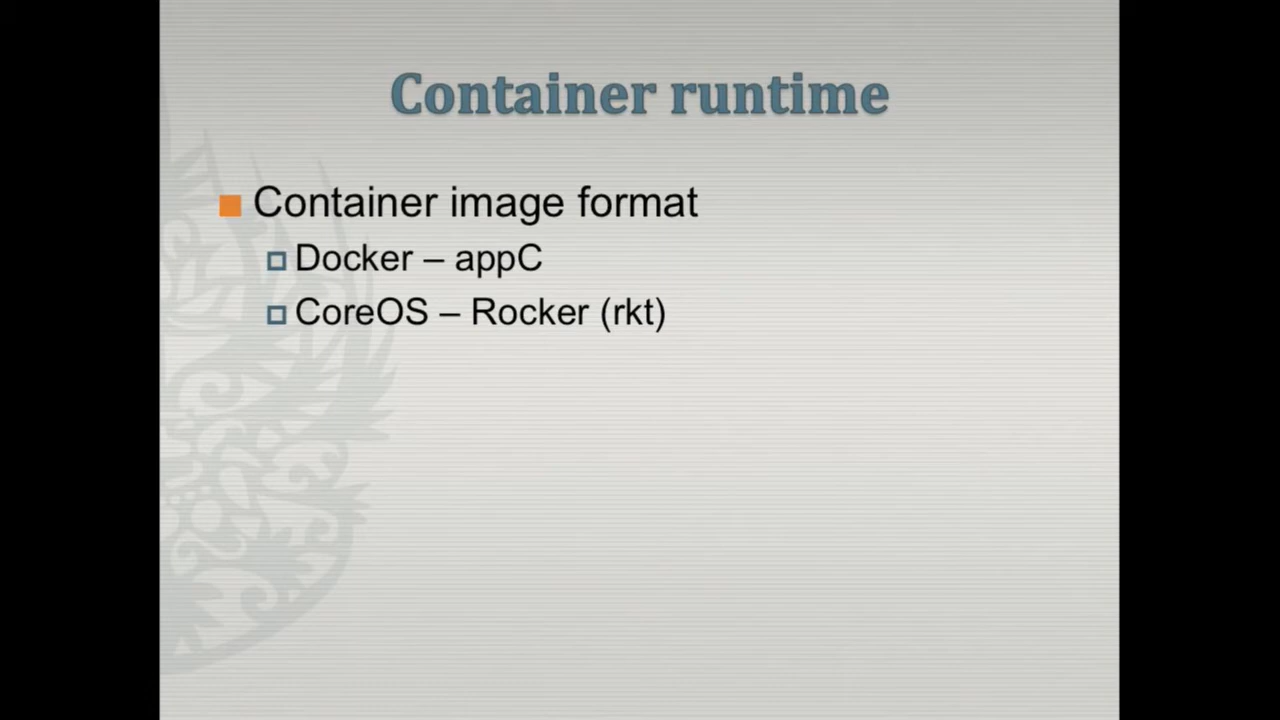 Container runtime
Container image format
Docker – appC
CoreOS – Rocker (rkt)